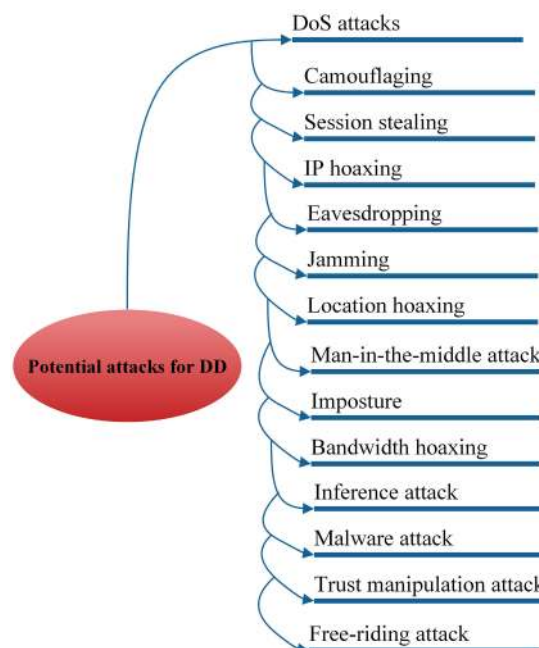 DoS attacks
Camouflaging
Session stealing
IP hoaxing
Eavesdropping
Jamming
Location hoaxing
Potential attacks for DD
Man-in-the-middle attack
Imposture
Bandwidth hoaxing
Inference attack
Malware attack
Trust manipulation attack
Free-riding attack